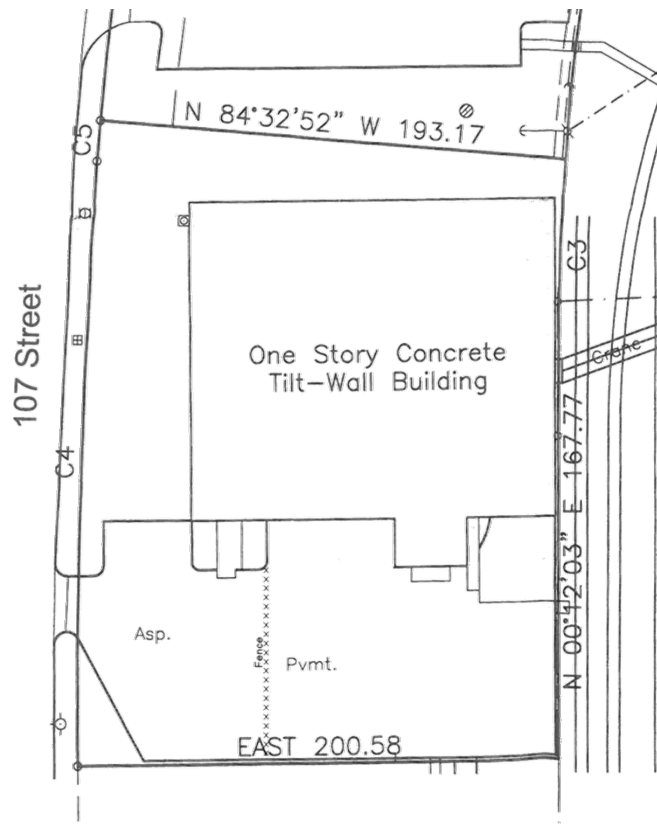 N 84°32'52" W 193.17
C5
C3
107 Street
One Story Concrete
Tilt-Wall Building
Crane
C4
N 00°12'03" E 167.77
Asp.
Fence
Pvmt.
EAST 200.58